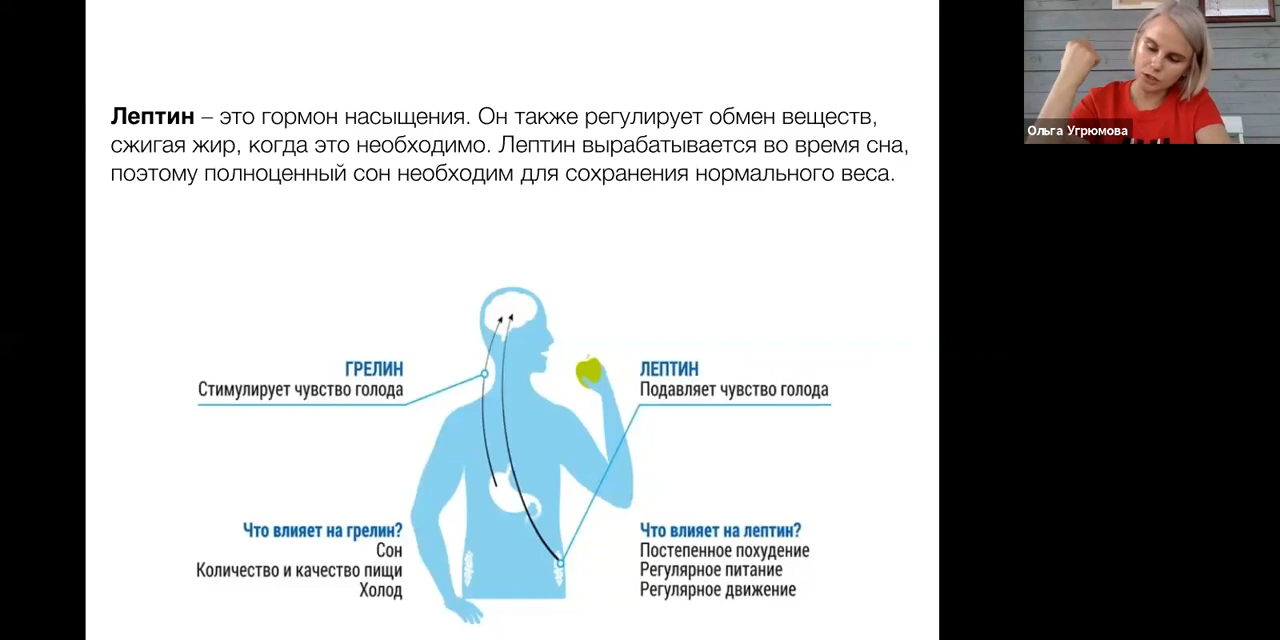 Лептин – это гормон насыщения. Он также регулирует обмен веществ,
сжигая жир, когда это необходимо. Лептин вырабатывается во время сна,
поэтому полноценный сон необходим для сохранения нормального веса.
Ольга Угрюмова
ГРЕЛИН
Стимулирует чувство голода
ЛЕПТИН
Подавляет чувство голода
Что влияет на грелин?
Сон
Количество и качество пищи
Холод
Что влияет на лептин?
Постепенное похудение
Регулярное питание
Регулярное движение